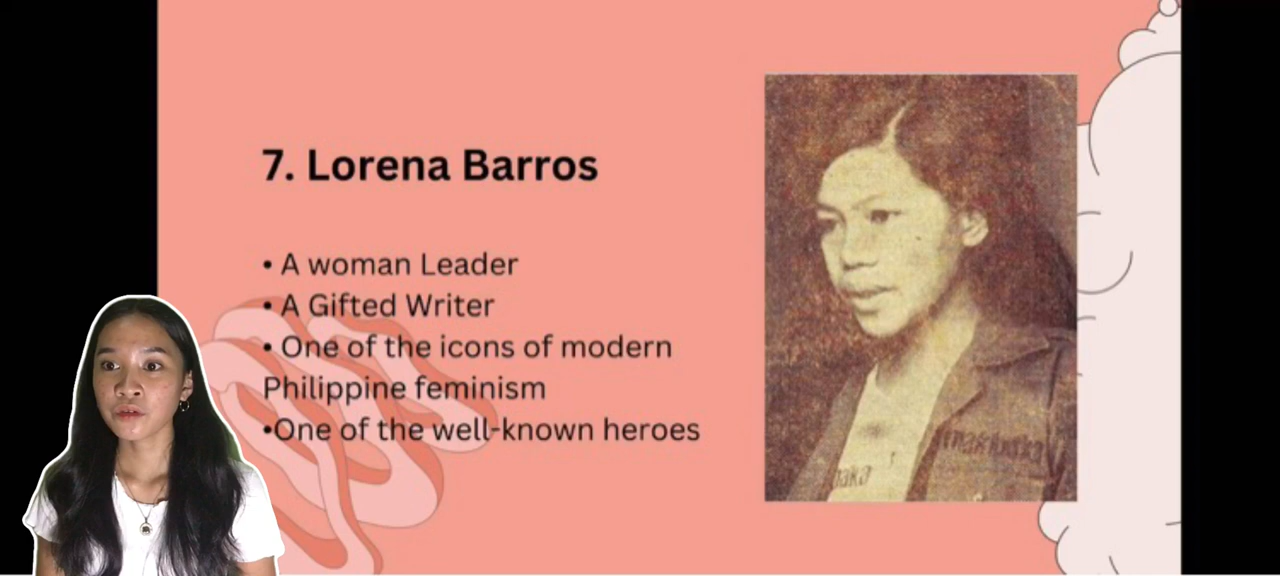 7. Lorena Barros
• A woman Leader
• A Gifted Writer
• One of the icons of modern
Philippine feminism
•One of the well-known heroes